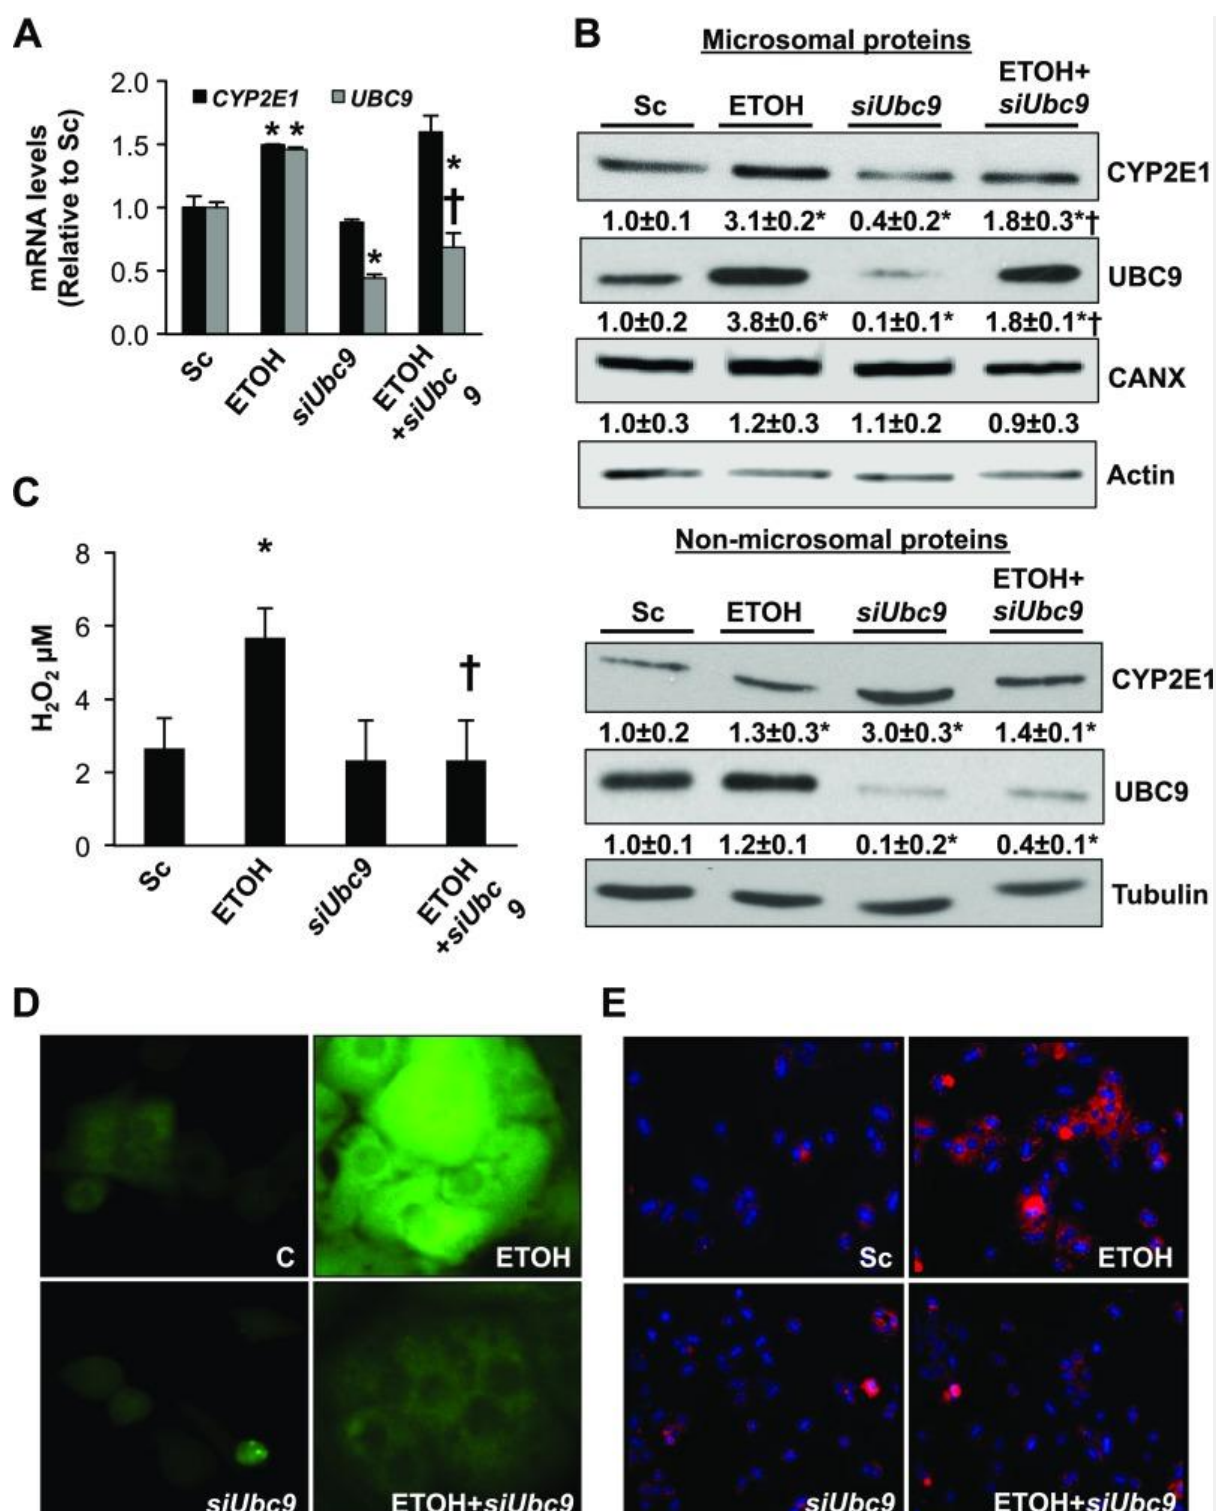 A
mRNA levels
(Relative to Sc)
2.0
1.5
1.0
0.5
0.0
CYP2E1 UBC9
* *
*
*
†
Sc
ETOH
siUbc9
ETOH
+siUbc
9
B
Microsomal proteins
Sc ETOH siUbc9 ETOH+
siUbc9
CYP2E1
1.0±0.1 3.1±0.2* 0.4±0.2* 1.8±0.3*†
UBC9
1.0±0.2 3.8±0.6* 0.1±0.1* 1.8±0.1*†
CANX
1.0±0.3 1.2±0.3 1.1±0.2 0.9±0.3
Actin
Non-microsomal proteins
Sc ETOH siUbc9 ETOH+
siUbc9
CYP2E1
1.0±0.2 1.3±0.3* 3.0±0.3* 1.4±0.1*
UBC9
1.0±0.1 1.2±0.1 0.1±0.2* 0.4±0.1*
Tubulin
C
H₂O₂ µM
8
6
4
2
0
*
†
Sc
ETOH
siUbc9
ETOH
+siUbc
9
D
C
ETOH
siUbc9
ETOH+siUbc9
E
Sc
ETOH
siUbc9
ETOH+siUbc9